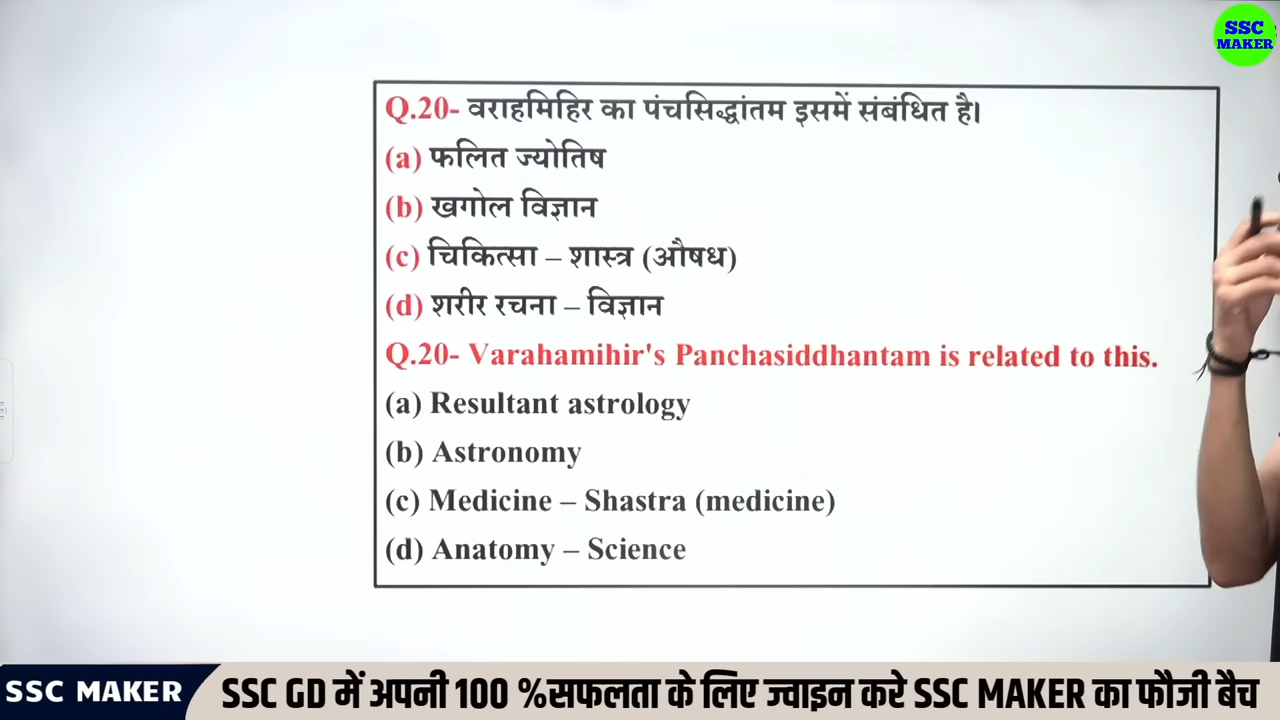 SSC
MAKER
Q.20- वराहमिहिर का पंचसिद्धांतम इसमें संबंधित है।
(a) फलित ज्योतिष
(b) खगोल विज्ञान
(c) चिकित्सा – शास्त्र (औषध)
(d) शरीर रचना – विज्ञान
Q.20- Varahamihir's Panchasiddhantam is related to this.
(a) Resultant astrology
(b) Astronomy
(c) Medicine – Shastra (medicine)
(d) Anatomy – Science
SSC MAKER
SSC GD में अपनी 100 %सफलता के लिए ज्वाइन करे SSC MAKER का फौजी बैच